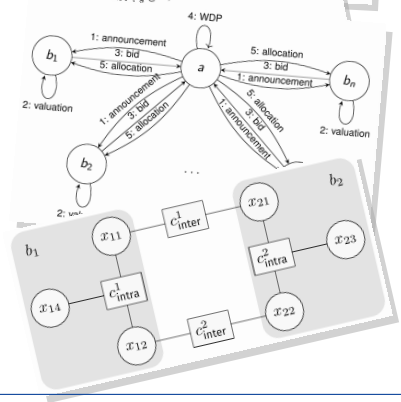 4: WDP
1: announcement
3: bid
5: allocation
b1
a
5: allocation
3: bid
1: announcement
bn
2: valuation
2: valuation
1: announcement
3: bid
5: allocation
5: allocation
3: bid
1: announcement
b2
...
2:
b2
x21
c1inter
x11
b1
x23
c2intra
c1intra
x14
x22
c2inter
x12